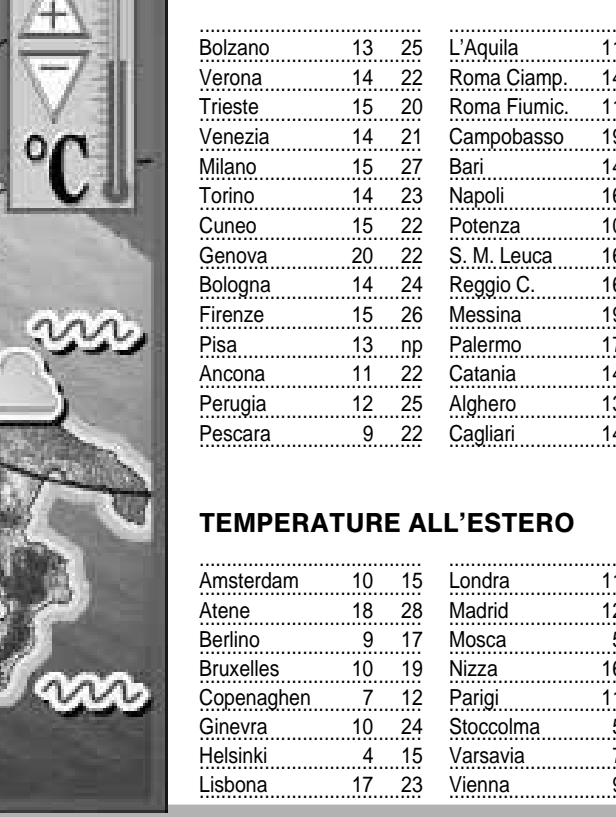 °C
Bolzano 13 25
Verona 14 22
Trieste 15 20
Venezia 14 21
Milano 15 27
Torino 14 23
Cuneo 15 22
Genova 20 22
Bologna 14 24
Firenze 15 26
Pisa 13 np
Ancona 11 22
Perugia 12 25
Pescara 9 22
L'Aquila
Roma Ciamp.
Roma Fiumic.
Campobasso
Bari
Napoli
Potenza
S. M. Leuca
Reggio C.
Messina
Palermo
Catania
Alghero
Cagliari
TEMPERATURE ALL'ESTERO
Amsterdam 10 15
Atene 18 28
Berlino 9 17
Bruxelles 10 19
Copenaghen 7 12
Ginevra 10 24
Helsinki 4 15
Lisbona 17 23
Londra
Madrid
Mosca
Nizza
Parigi
Stoccolma
Varsavia
Vienna